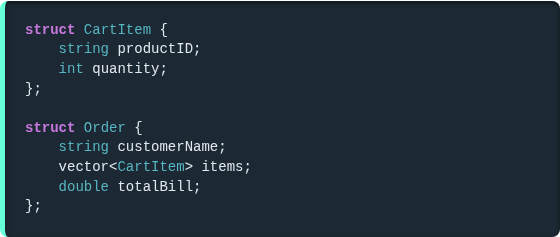 struct CartItem {
    string productID;
    int quantity;
};

struct Order {
    string customerName;
    vector<CartItem> items;
    double totalBill;
};